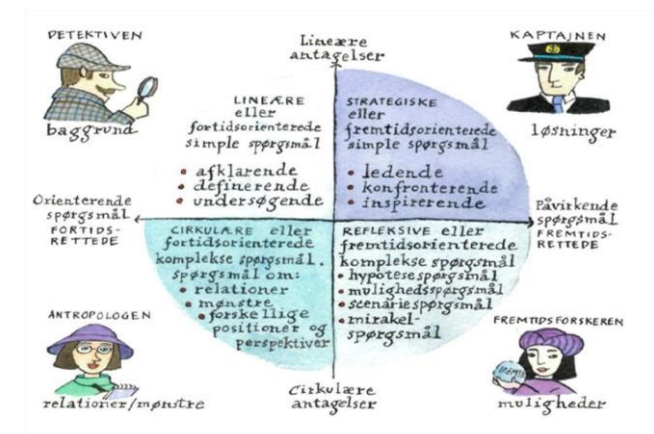 DETEKTIVEN
baggrund
Lineære
antagelser
KAPTAJNEN
løsninger
LINEÆRE
eller
fortidsorienterede
simple spørgsmål
• afklarende
• definerende
• undersøgende
STRATEGISKE
eller
fremtidsorienterede
simple spørgsmål
• ledende
• konfronterende
• inspirerende
Orienterende
spørgsmål
FORTIDS-
RETTEDE
Påvirkende
spørgsmål
FREMTIDS-
RETTEDE
CIRKULÆRE eller
fortidsorienterede
komplekse spørgsmål.
spørgsmål om:
• relationer
• mønstre
• forskellige
positioner og
perspektiver
REFLEKSIVE eller
fremtidsorienterede
komplekse spørgsmål
• hypotesespørgsmål
• mulighedsspørgsmål
• scenariespørgsmål
• mirakel-
spørgsmål
ANTROPOLOGEN
relationer/mønstre
Cirkulære
antagelser
FREMTIDSFORSKEREN
muligheder